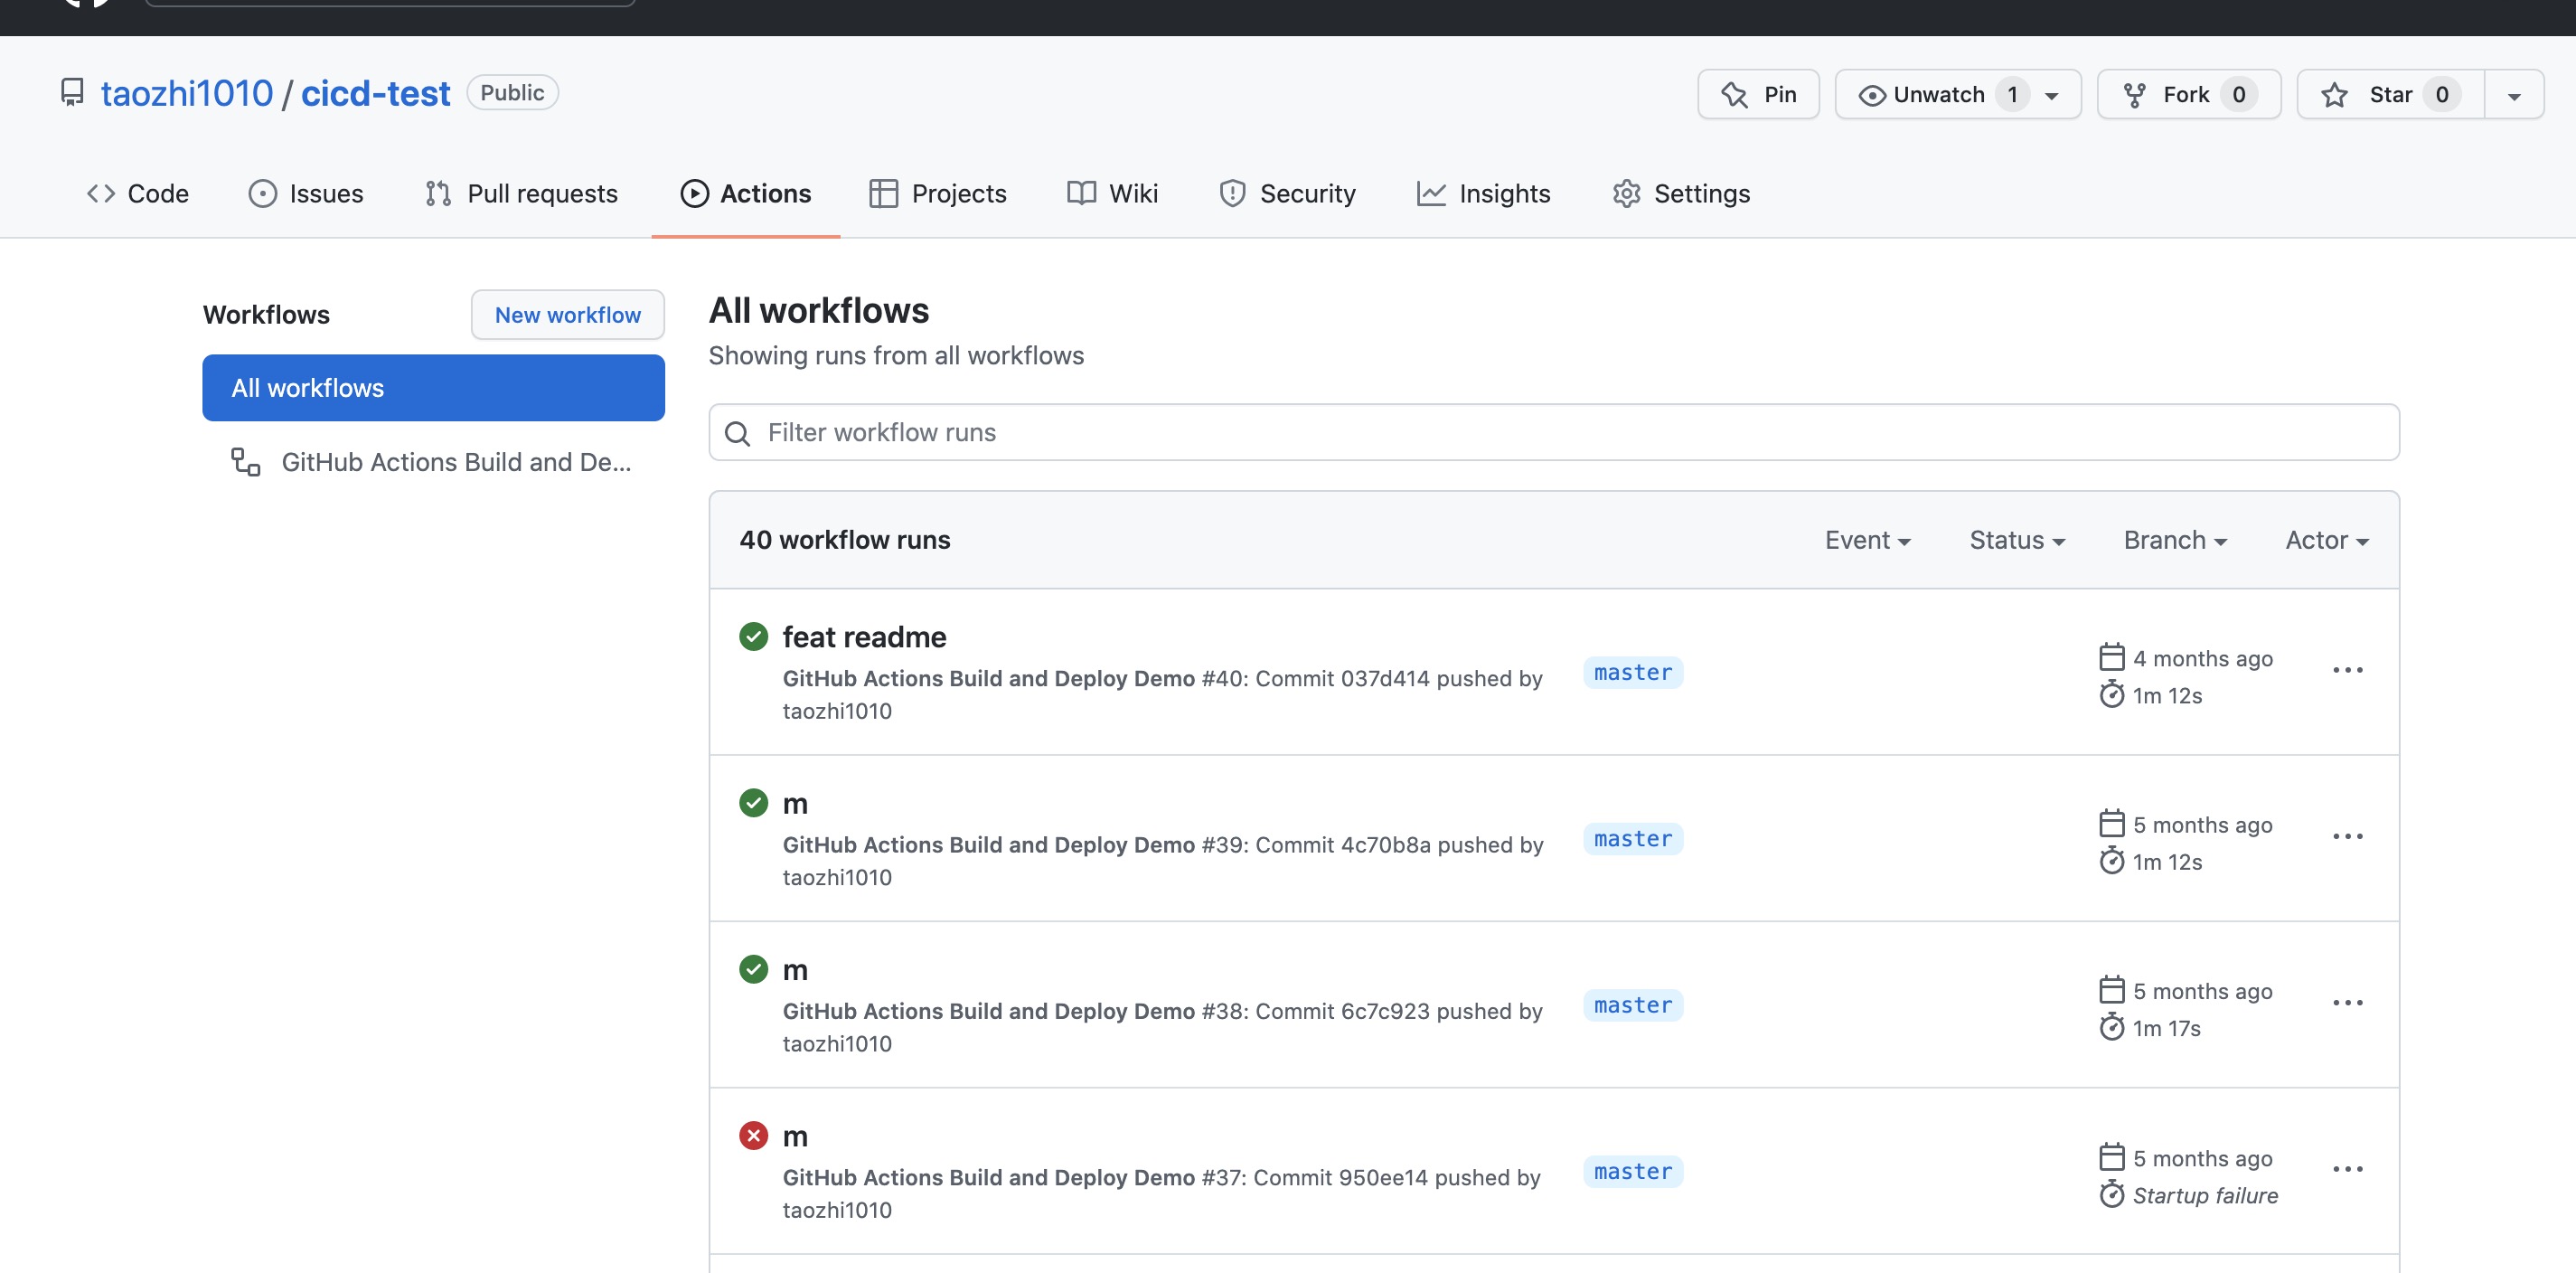 taozhi1010 / cicd-test Public
Pin Unwatch 1 Fork 0 Star 0
Code Issues Pull requests Actions Projects Wiki Security Insights Settings
Workflows
New workflow
All workflows
GitHub Actions Build and De...
All workflows
Showing runs from all workflows
Filter workflow runs
40 workflow runs Event Status Branch Actor
feat readme
GitHub Actions Build and Deploy Demo #40: Commit 037d414 pushed by
taozhi1010
master
4 months ago
1m 12s
m
GitHub Actions Build and Deploy Demo #39: Commit 4c70b8a pushed by
taozhi1010
master
5 months ago
1m 12s
m
GitHub Actions Build and Deploy Demo #38: Commit 6c7c923 pushed by
taozhi1010
master
5 months ago
1m 17s
m
GitHub Actions Build and Deploy Demo #37: Commit 950ee14 pushed by
taozhi1010
master
5 months ago
Startup failure